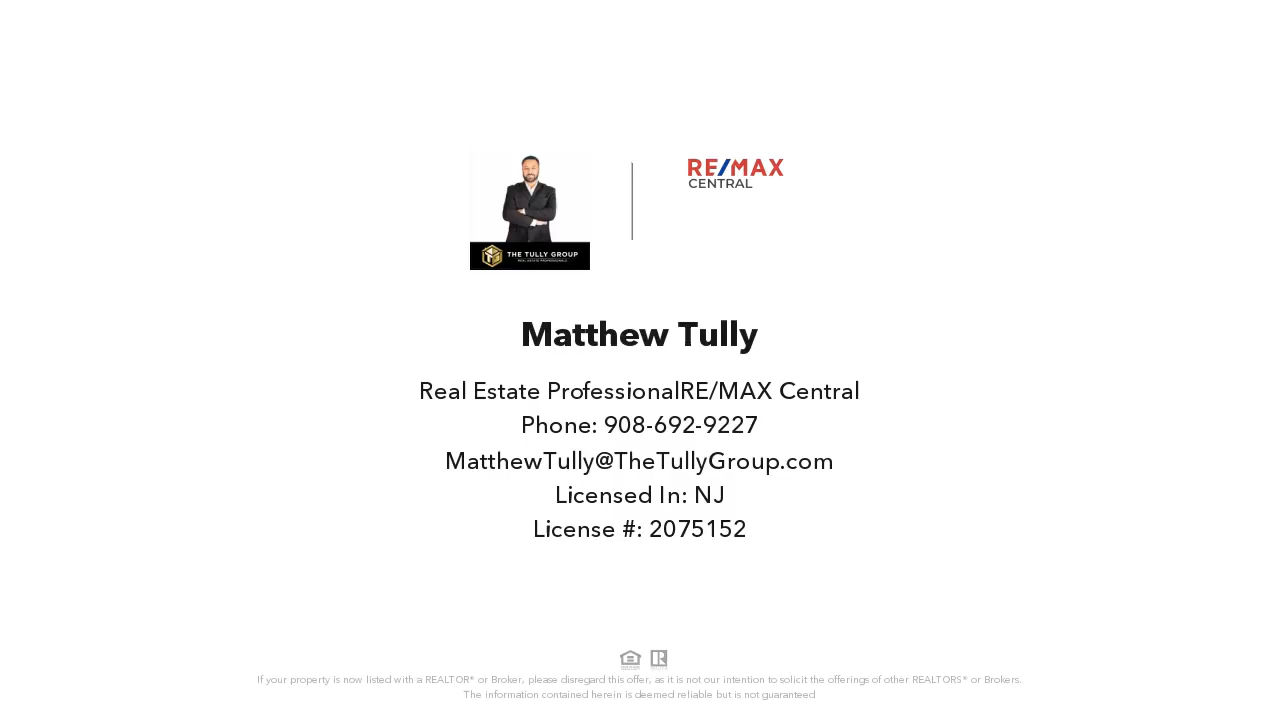 THE TULLY GROUP
REAL ESTATE PROFESSIONALS
RE/MAX
CENTRAL
Matthew Tully
Real Estate ProfessionalRE/MAX Central
Phone: 908-692-9227
MatthewTully@TheTullyGroup.com
Licensed In: NJ
License #: 2075152
If your property is now listed with a REALTOR® or Broker, please disregard this offer, as it is not our intention to solicit the offerings of other REALTORS® or Brokers.
The information contained herein is deemed reliable but is not guaranteed